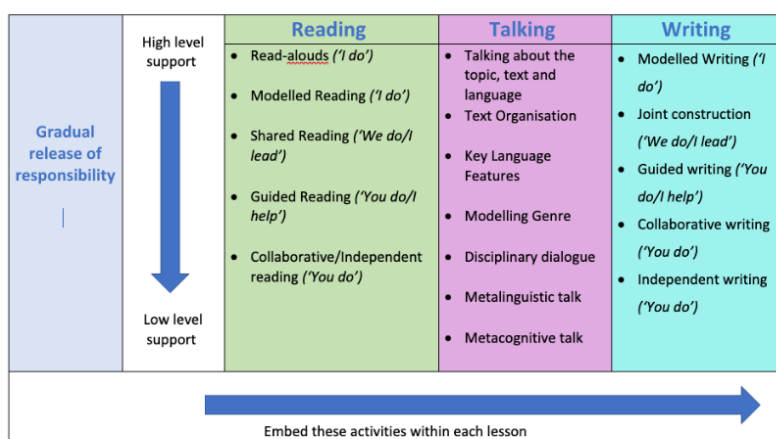 Reading
Talking
Writing
Gradual
release of
responsibility
High level
support
Low level
support
• Read-alouds (‘I do’)
• Modelled Reading (‘I do’)
• Shared Reading (‘We do/I
lead’)
• Guided Reading (‘You do/I
help’)
• Collaborative/Independent
reading (‘You do’)
• Talking about the
topic, text and
language
• Text Organisation
• Key Language
Features
• Modelling Genre
• Disciplinary dialogue
• Metalinguistic talk
• Metacognitive talk
• Modelled Writing (‘I
do’)
• Joint construction
(‘We do/I lead’)
• Guided writing (‘You
do/I help’)
• Collaborative writing
(‘You do’)
• Independent writing
(‘You do’)
Embed these activities within each lesson